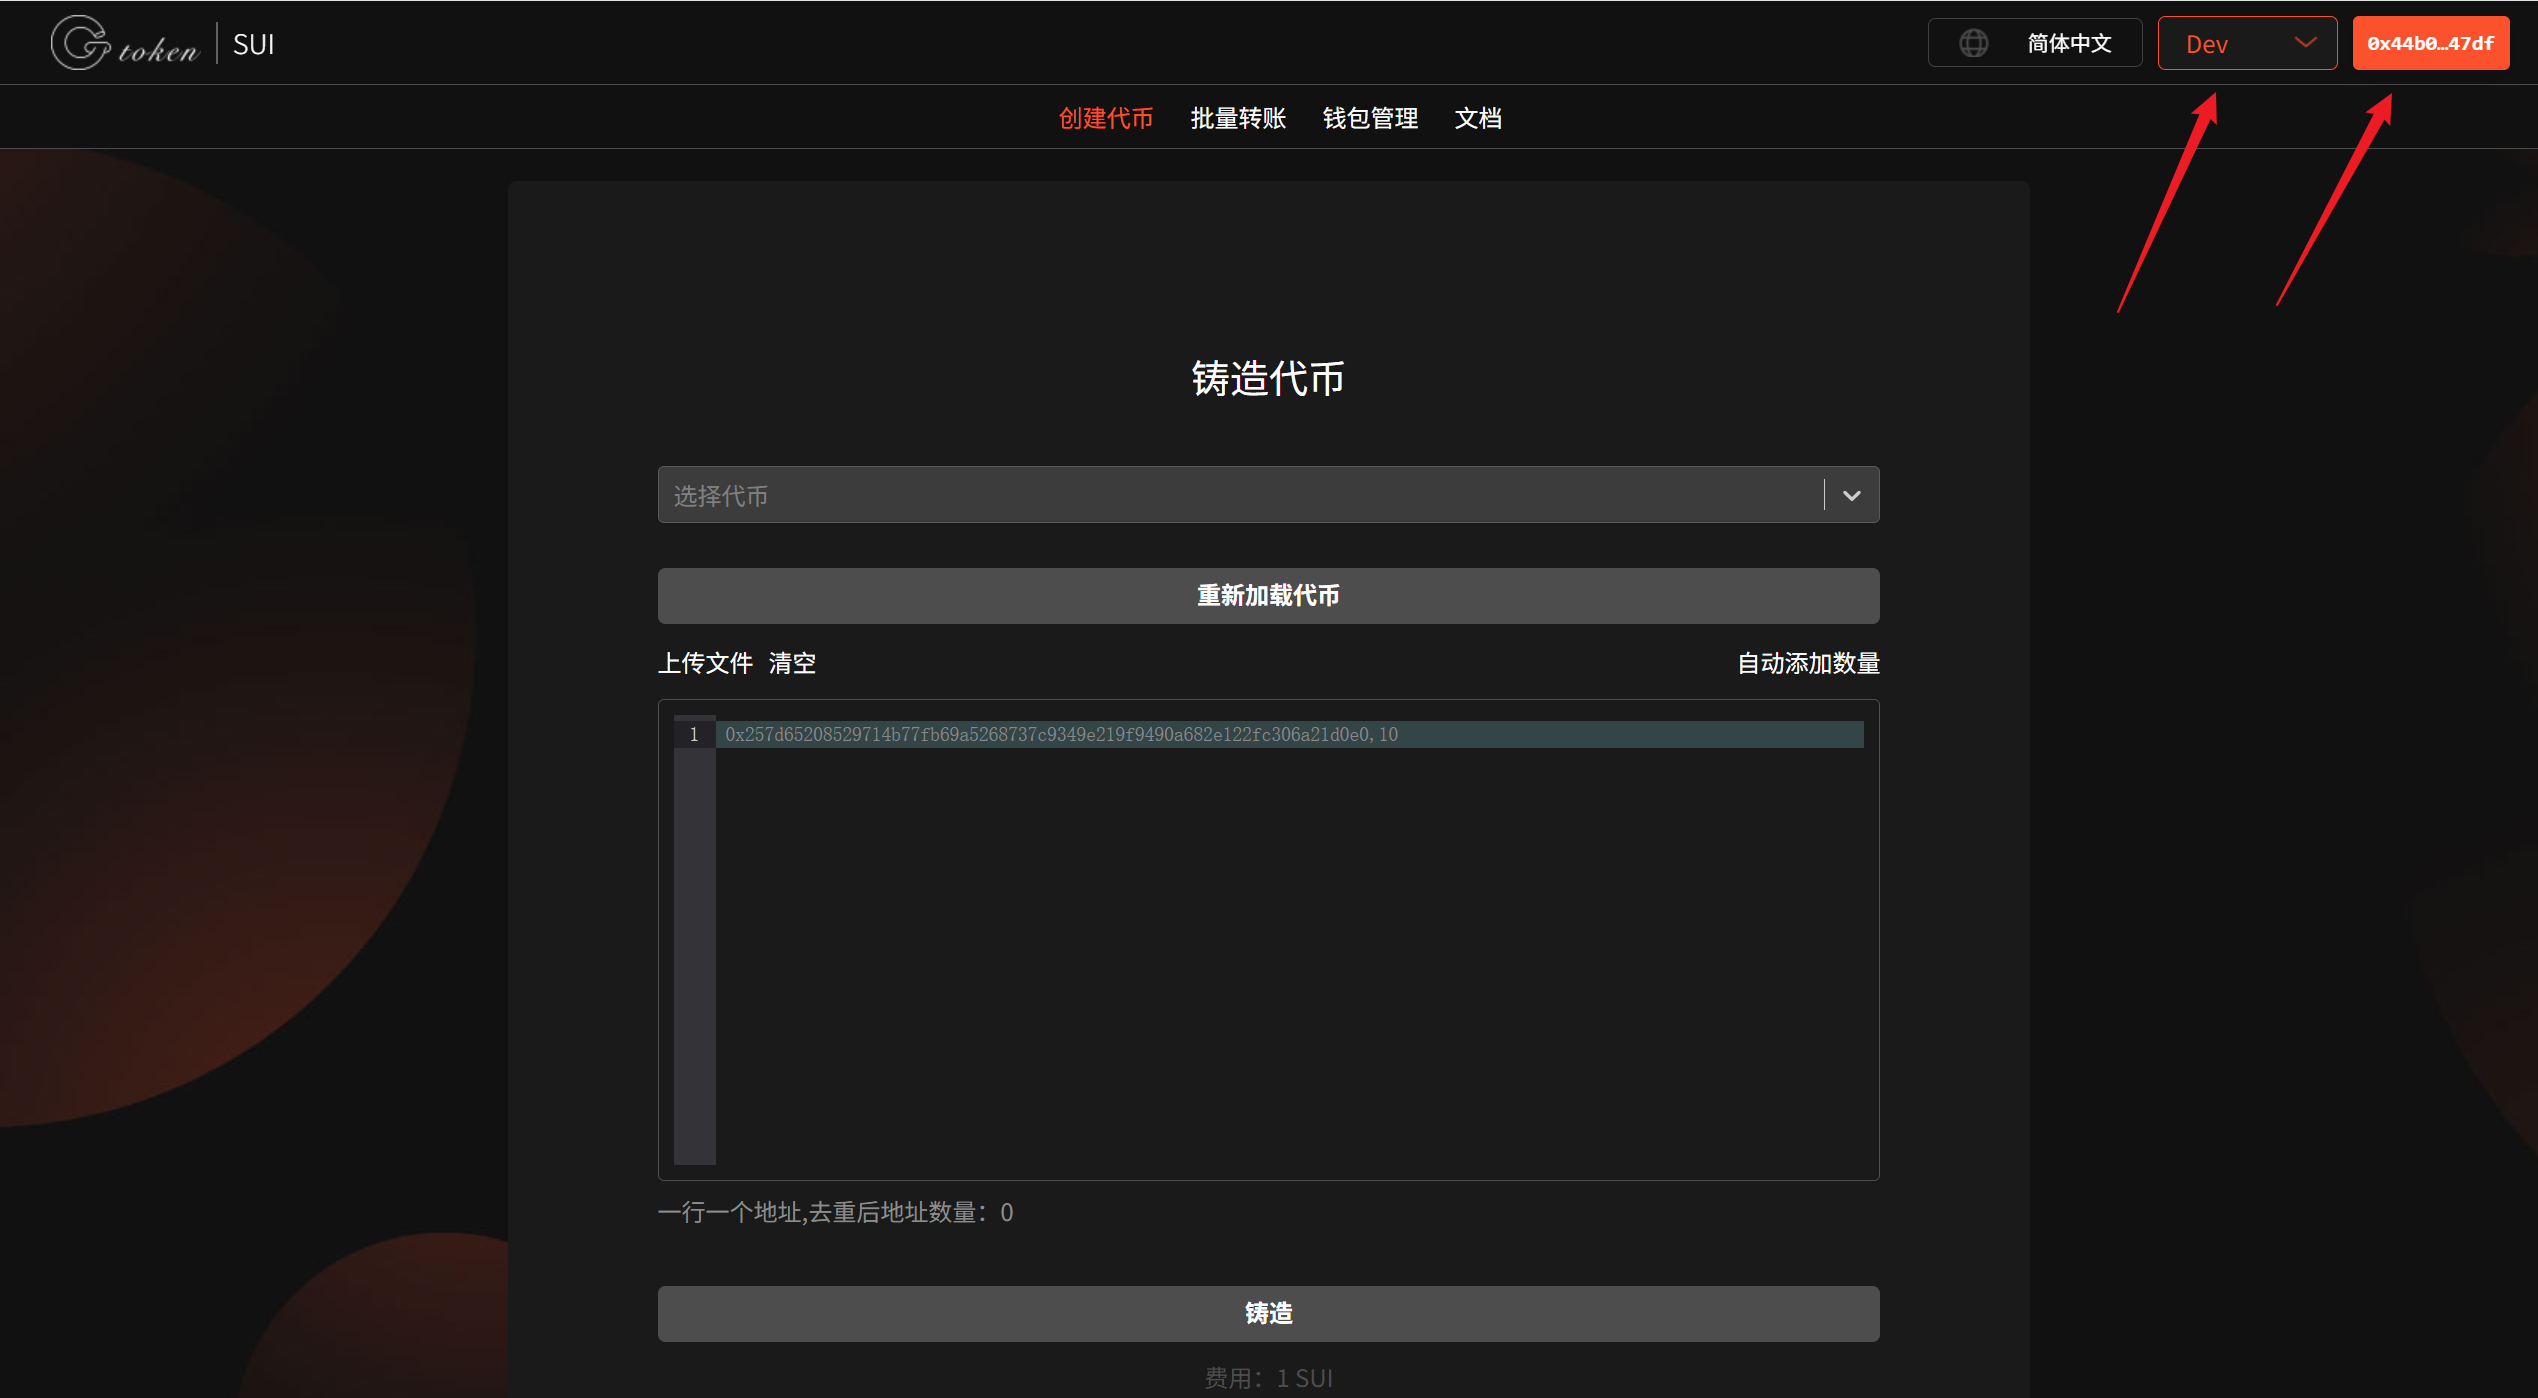 Gtoken SUI 简体中文 Dev 0x44b0…47df
创建代币 批量转账 钱包管理 文档
铸造代币
选择代币
重新加载代币
上传文件 清空 自动添加数量
1 0x257d65208529714b77fb69a5268737c9349e219f9490a682e122fc306a21d0e0,10
一行一个地址,去重后地址数量：0
铸造
费用：1 SUI